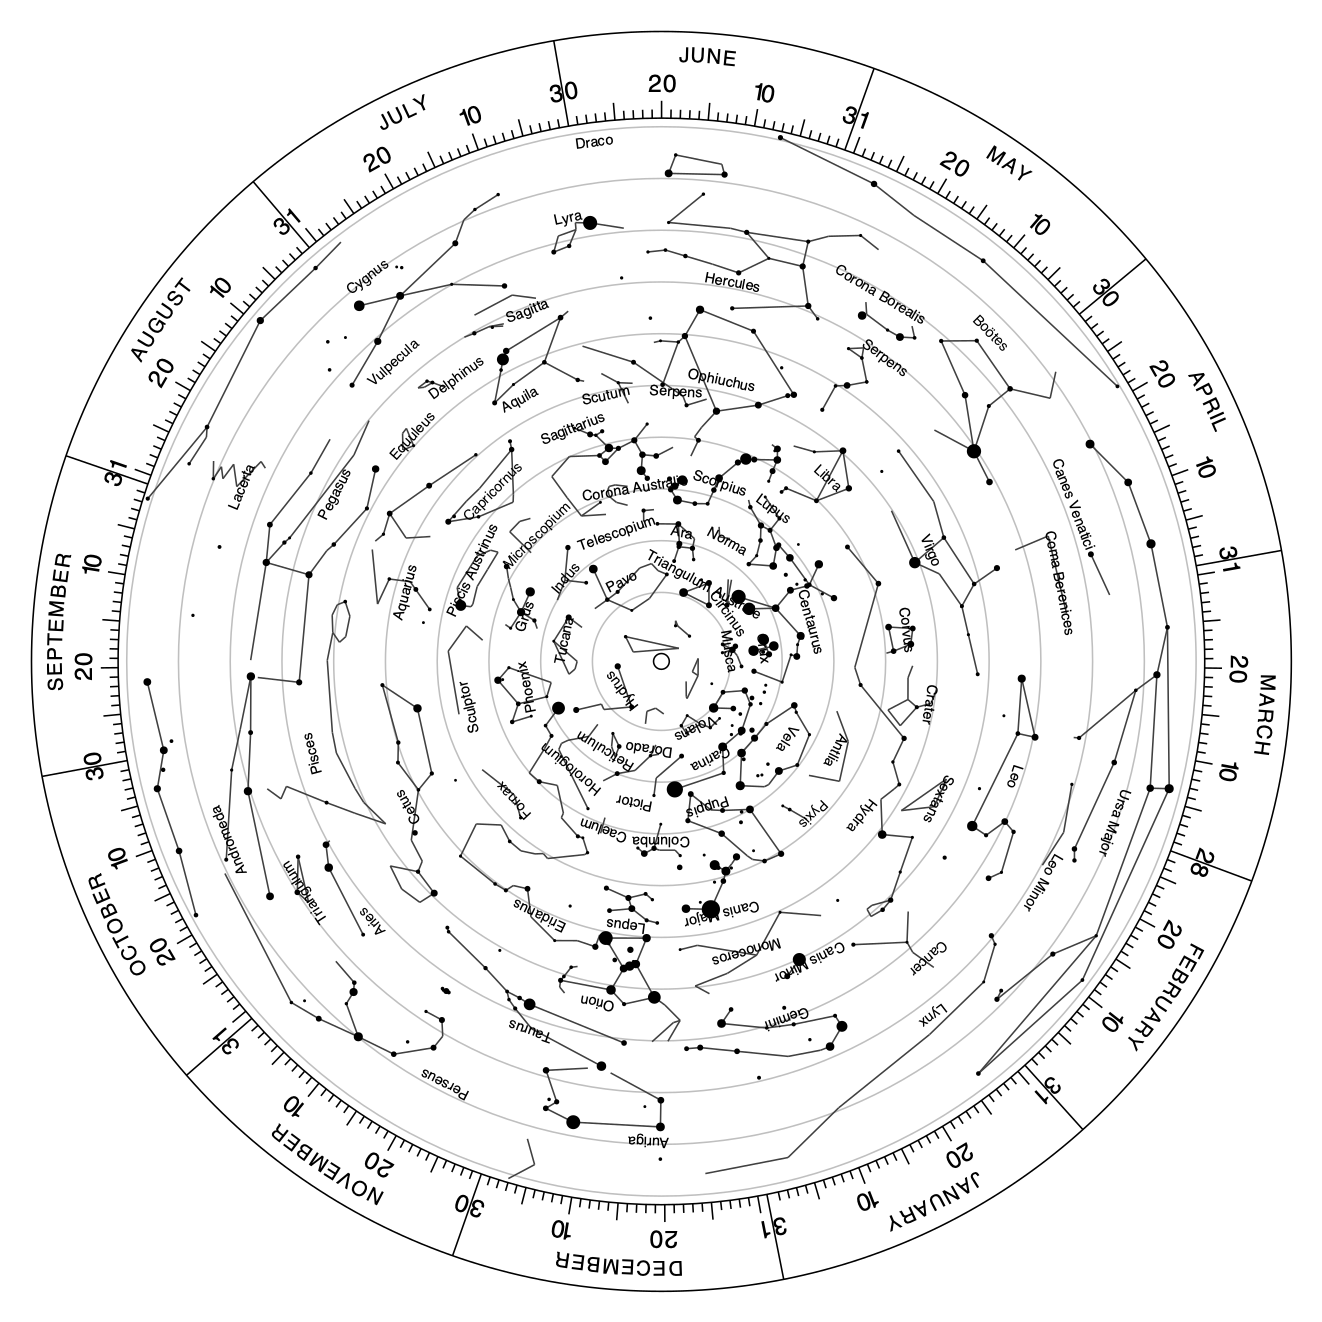 JUNE
30
20
10
31
MAY
20
10
30
APRIL
20
10
31
MARCH
20
10
28
FEBRUARY
20
10
31
JANUARY
20
10
31
DECEMBER
20
10
30
NOVEMBER
20
10
31
OCTOBER
20
10
30
SEPTEMBER
20
10
31
AUGUST
20
10
31
JULY
20
10
Draco
Lyra
Hercules
Corona Borealis
Boötes
Cygnus
Sagitta
Vulpecula
Delphinus
Aquila
Equuleus
Scutum
Serpens
Ophiuchus
Serpens
Lacerta
Pegasus
Capricornus
Sagittarius
Corona Australis
Scorpius
Lupus
Libra
Virgo
Canes Venatici
Coma Berenices
Microscopium
Telescopium
Ara
Norma
Piscis Austrinus
Aquarius
Indus
Pavo
Triangulum Australe
Circinus
Centaurus
Grus
Tucana
Musca
Crux
Corvus
Crater
Phoenix
Sculptor
Hydrus
Volans
Vela
Antlia
Carina
Dorado
Reticulum
Horologium
Pictor
Puppis
Pyxis
Hydra
Sextans
Leo
Leo Minor
Ursa Major
Pisces
Cetus
Fornax
Caelum
Columba
Andromeda
Triangulum
Aries
Eridanus
Lepus
Canis Major
Monoceros
Canis Minor
Cancer
Lynx
Orion
Taurus
Gemini
Perseus
Auriga